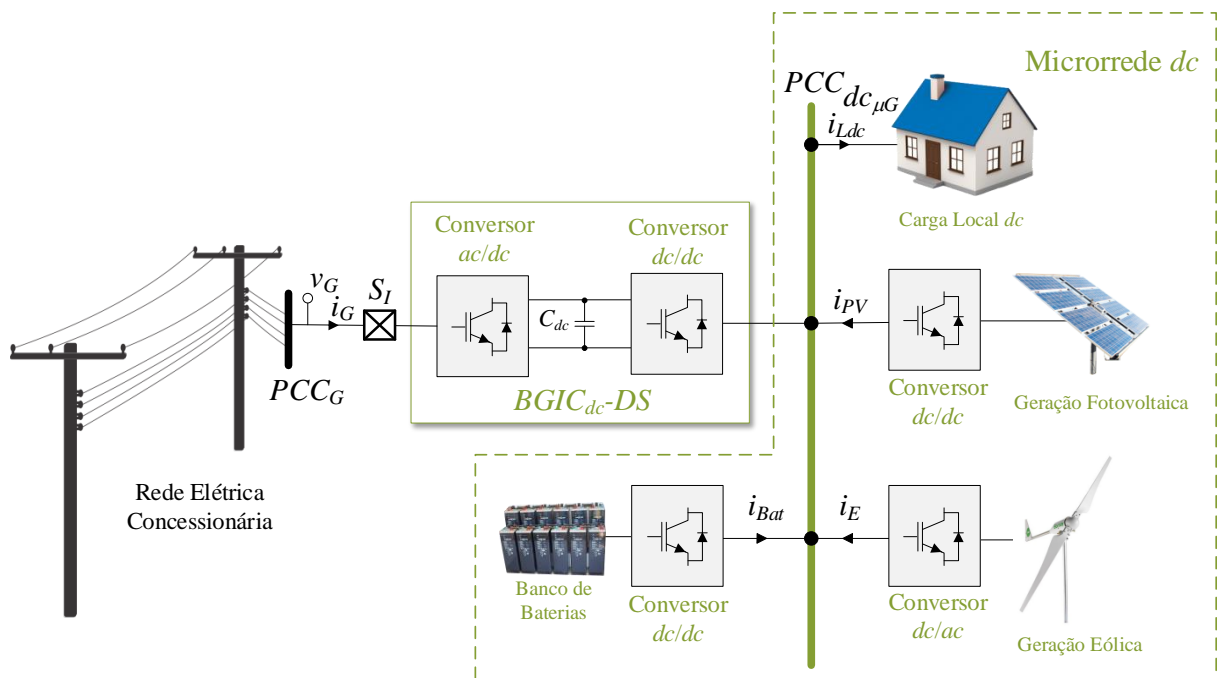 Microrrede dc
PCC dcμG
iLdc
Carga Local dc
Conversor
ac/dc
Conversor
dc/dc
vG
iG
SI
Cdc
PCCG
BGICdc-DS
iPV
Conversor
dc/dc
Geração Fotovoltaica
Rede Elétrica
Concessionária
iBat
iE
Banco de
Baterias
Conversor
dc/dc
Conversor
dc/ac
Geração Eólica